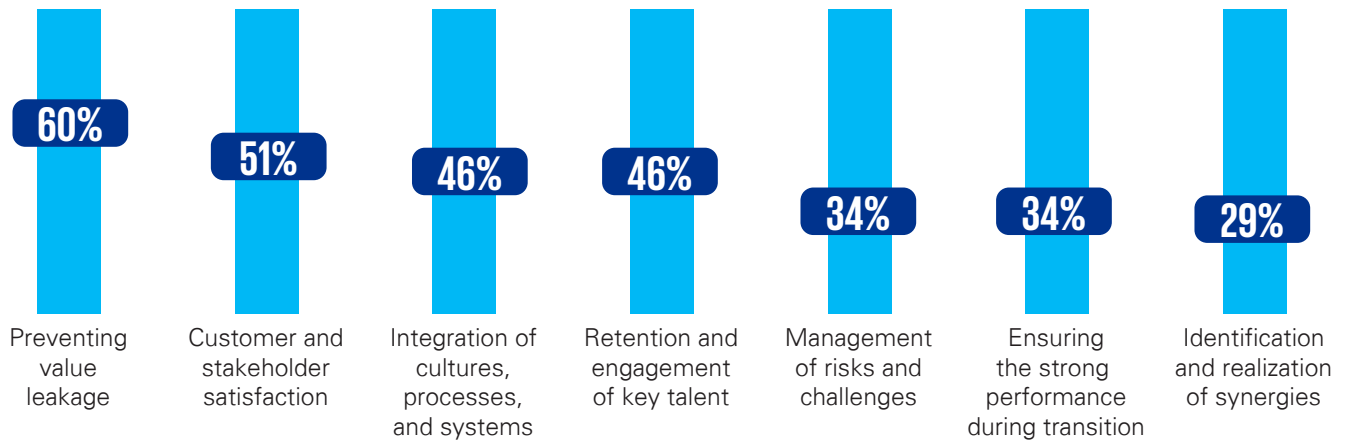 60%
51%
46%
46%
34%
34%
29%
Preventing
value
leakage
Customer and
stakeholder
satisfaction
Integration of
cultures,
processes,
and systems
Retention and
engagement
of key talent
Management
of risks and
challenges
Ensuring
the strong
performance
during transition
Identification
and realization
of synergies